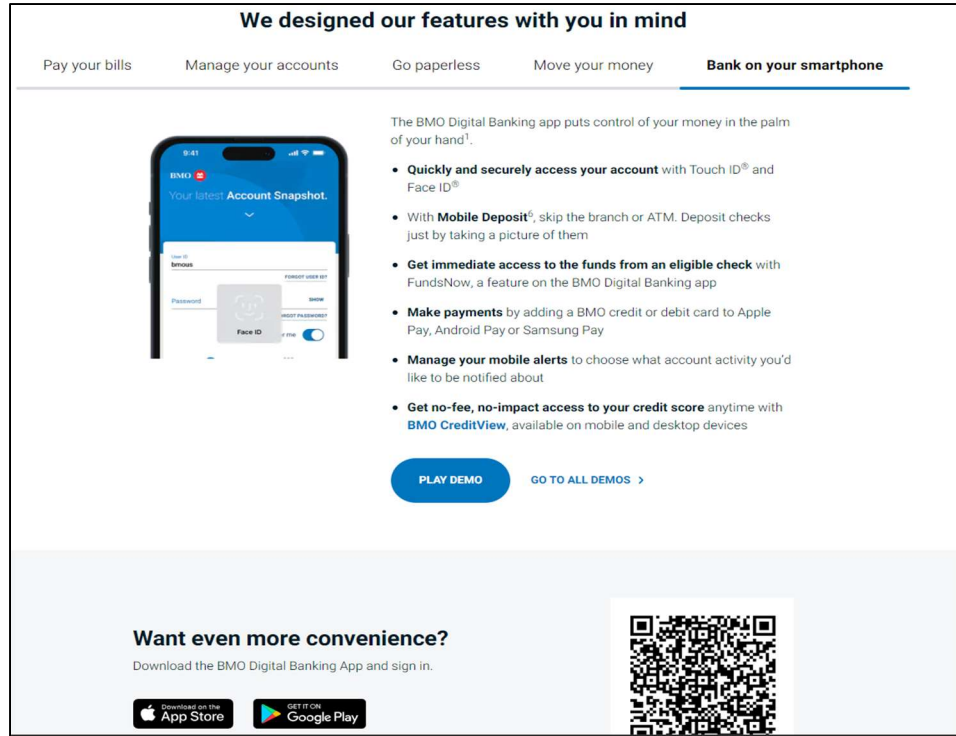 We designed our features with you in mind
Pay your bills Manage your accounts Go paperless Move your money Bank on your smartphone
The BMO Digital Banking app puts control of your money in the palm
of your hand1.
• Quickly and securely access your account with Touch ID® and
Face ID®
• With Mobile Deposit6, skip the branch or ATM. Deposit checks
just by taking a picture of them
• Get immediate access to the funds from an eligible check with
FundsNow, a feature on the BMO Digital Banking app
• Make payments by adding a BMO credit or debit card to Apple
Pay, Android Pay or Samsung Pay
• Manage your mobile alerts to choose what account activity you'd
like to be notified about
• Get no-fee, no-impact access to your credit score anytime with
BMO CreditView, available on mobile and desktop devices
PLAY DEMO GO TO ALL DEMOS >
9:41
BMO
Your latest Account Snapshot.
User ID
bmous
FORGOT USER ID?
Password SHOW
Face ID
me
Want even more convenience?
Download the BMO Digital Banking App and sign in.
Download on the
App Store
GET IT ON
Google Play